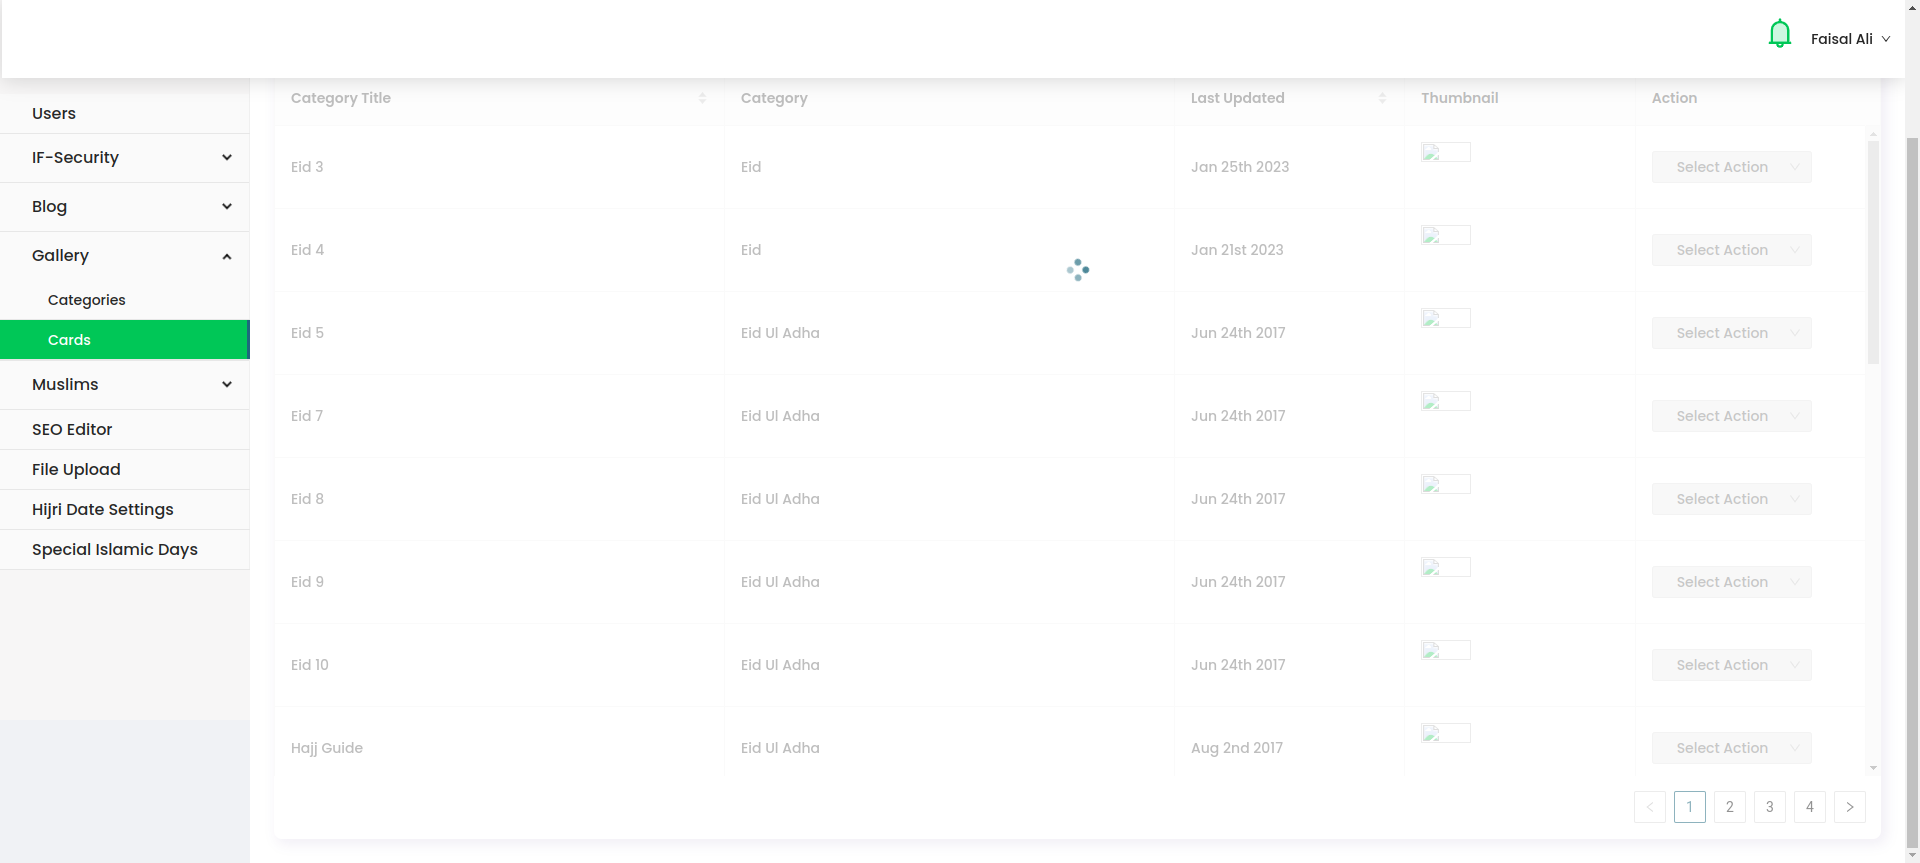 Faisal Ali
Users
IF-Security
Blog
Gallery
Categories
Cards
Muslims
SEO Editor
File Upload
Hijri Date Settings
Special Islamic Days
Category Title Category Last Updated Thumbnail Action
Eid 3 Eid Jan 25th 2023 Select Action
Eid 4 Eid Jan 21st 2023 Select Action
Eid 5 Eid Ul Adha Jun 24th 2017 Select Action
Eid 7 Eid Ul Adha Jun 24th 2017 Select Action
Eid 8 Eid Ul Adha Jun 24th 2017 Select Action
Eid 9 Eid Ul Adha Jun 24th 2017 Select Action
Eid 10 Eid Ul Adha Jun 24th 2017 Select Action
Hajj Guide Eid Ul Adha Aug 2nd 2017 Select Action
< 1 2 3 4 >